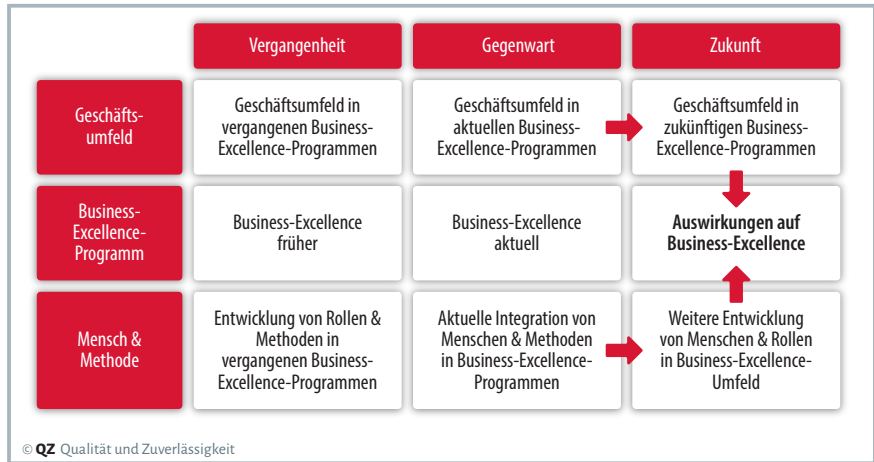 Vergangenheit
Gegenwart
Zukunft
Geschäfts-
umfeld
Geschäftsumfeld in
vergangenen Business-
Excellence-Programmen
Geschäftsumfeld in
aktuellen Business-
Excellence-Programmen
Geschäftsumfeld in
zukünftigen Business-
Excellence-Programmen
Business-
Excellence-
Programm
Business-Excellence
früher
Business-Excellence
aktuell
Auswirkungen auf
Business-Excellence
Mensch &
Methode
Entwicklung von Rollen &
Methoden in
vergangenen Business-
Excellence-Programmen
Aktuelle Integration von
Menschen & Methoden
in Business-Excellence-
Programmen
Weitere Entwicklung
von Menschen & Rollen
in Business-Excellence-
Umfeld
© QZ Qualität und Zuverlässigkeit